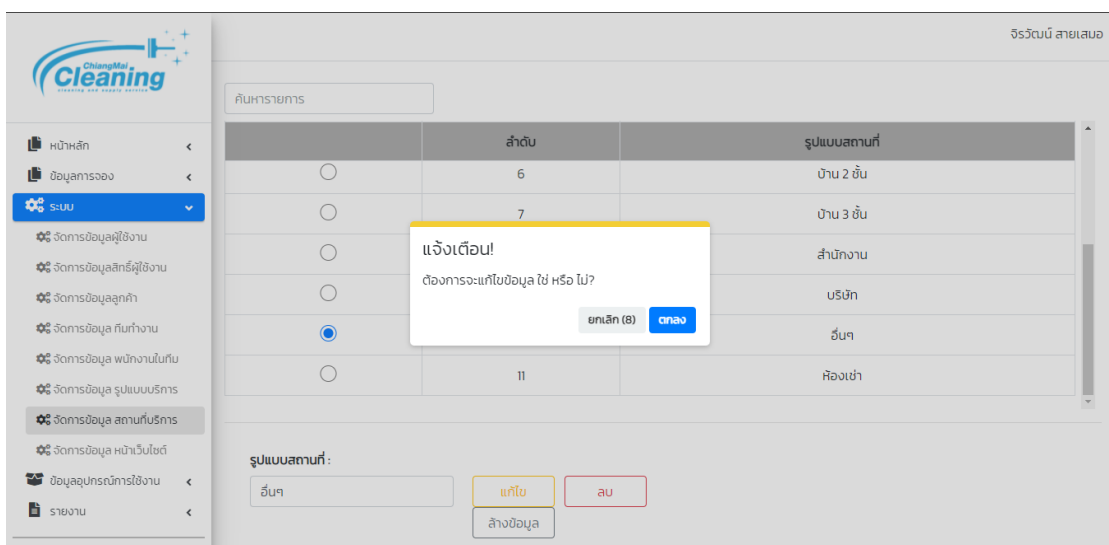 จิรวัฒน์ สายเสมอ
ChiangMai
Cleaning
cleaning and supply service
ค้นหารายการ
หน้าหลัก
ข้อมูลการจอง
ระบบ
จัดการข้อมูลผู้ใช้งาน
จัดการข้อมูลสิทธิ์ผู้ใช้งาน
จัดการข้อมูลลูกค้า
จัดการข้อมูล ทีมทำงาน
จัดการข้อมูล พนักงานในทีม
จัดการข้อมูล รูปแบบบริการ
จัดการข้อมูล สถานที่บริการ
จัดการข้อมูล หน้าเว็บไซต์
ข้อมูลอุปกรณ์การใช้งาน
รายงาน
ลำดับ รูปแบบสถานที่
6 บ้าน 2 ชั้น
7 บ้าน 3 ชั้น
สำนักงาน
บริษัท
อื่นๆ
11 ห้องเช่า
แจ้งเตือน!
ต้องการจะแก้ไขข้อมูล ใช่ หรือ ไม่?
ยกเลิก (8) ตกลง
รูปแบบสถานที่ :
อื่นๆ แก้ไข ลบ
ล้างข้อมูล